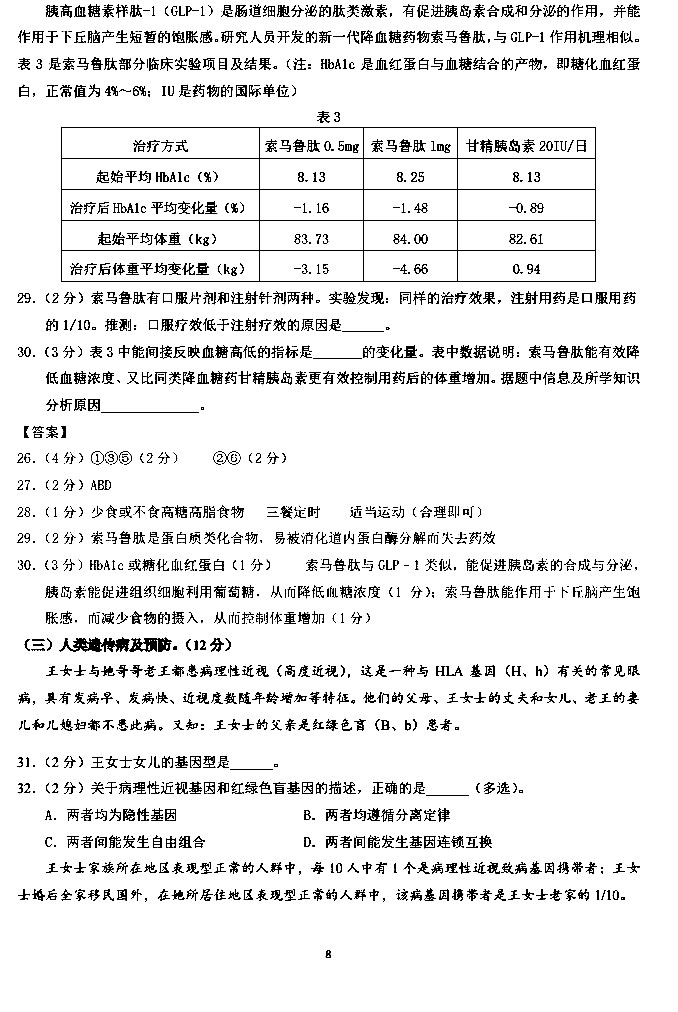 胰高血糖素样肽-1（GLP-1）是肠道细胞分泌的肽类激素，有促进胰岛素合成和分泌的作用，并能
作用于下丘脑产生短暂的饱胀感。研究人员开发的新一代降血糖药物索马鲁肽，与GLP-1作用机理相似。
表3是索马鲁肽部分临床实验项目及结果。（注：HbA1c 是血红蛋白与血糖结合的产物，即糖化血红蛋
白，正常值为4%～6%；IU是药物的国际单位）
表3
治疗方式 索马鲁肽0.5mg 索马鲁肽1mg 甘精胰岛素20IU/日
起始平均HbA1c（%） 8.13 8.25 8.13
治疗后HbA1c平均变化量（%） -1.16 -1.48 -0.89
起始平均体重（kg） 83.73 84.00 82.61
治疗后体重平均变化量（kg） -3.15 -4.66 0.94
29.（2分）索马鲁肽有口服片剂和注射针剂两种。实验发现：同样的治疗效果，注射用药是口服用药
的1/10。推测：口服疗效低于注射疗效的原因是______。
30.（3分）表3中能间接反映血糖高低的指标是_______的变化量。表中数据说明：索马鲁肽能有效降
低血糖浓度、又比同类降血糖药甘精胰岛素更有效控制用药后的体重增加。据题中信息及所学知识
分析原因______________。
【答案】
26.（4分）①③⑤（2分） ②⑥（2分）
27.（2分）ABD
28.（1分）少食或不食高糖高脂食物 三餐定时 适当运动（合理即可）
29.（2分）索马鲁肽是蛋白质类化合物，易被消化道内蛋白酶分解而失去药效
30.（3分）HbA1c或糖化血红蛋白（1分） 索马鲁肽与GLP–1类似，能促进胰岛素的合成与分泌，
胰岛素能促进组织细胞利用葡萄糖，从而降低血糖浓度（1 分）；索马鲁肽能作用于下丘脑产生饱
胀感，而减少食物的摄入，从而控制体重增加（1分）
（三）人类遗传病及预防。（12分）
王女士与她哥哥老王都患病理性近视（高度近视），这是一种与 HLA 基因（H、h）有关的常见眼
病，具有发病早、发病快、近视度数随年龄增加等特征。他们的父母、王女士的丈夫和女儿、老王的妻
儿和儿媳妇都不患此病。又知：王女士的父亲是红绿色盲（B、b）患者。
31.（2分）王女士女儿的基因型是______。
32.（2分）关于病理性近视基因和红绿色盲基因的描述，正确的是______（多选）。
A. 两者均为隐性基因 B. 两者均遵循分离定律
C. 两者间能发生自由组合 D. 两者间能发生基因连锁互换
王女士家族所在地区表现型正常的人群中，每10人中有1个是病理性近视致病基因携带者；王女
士婚后全家移民国外，在她所居住地区表现型正常的人群中，该病基因携带者是王女士老家的1/10。
8